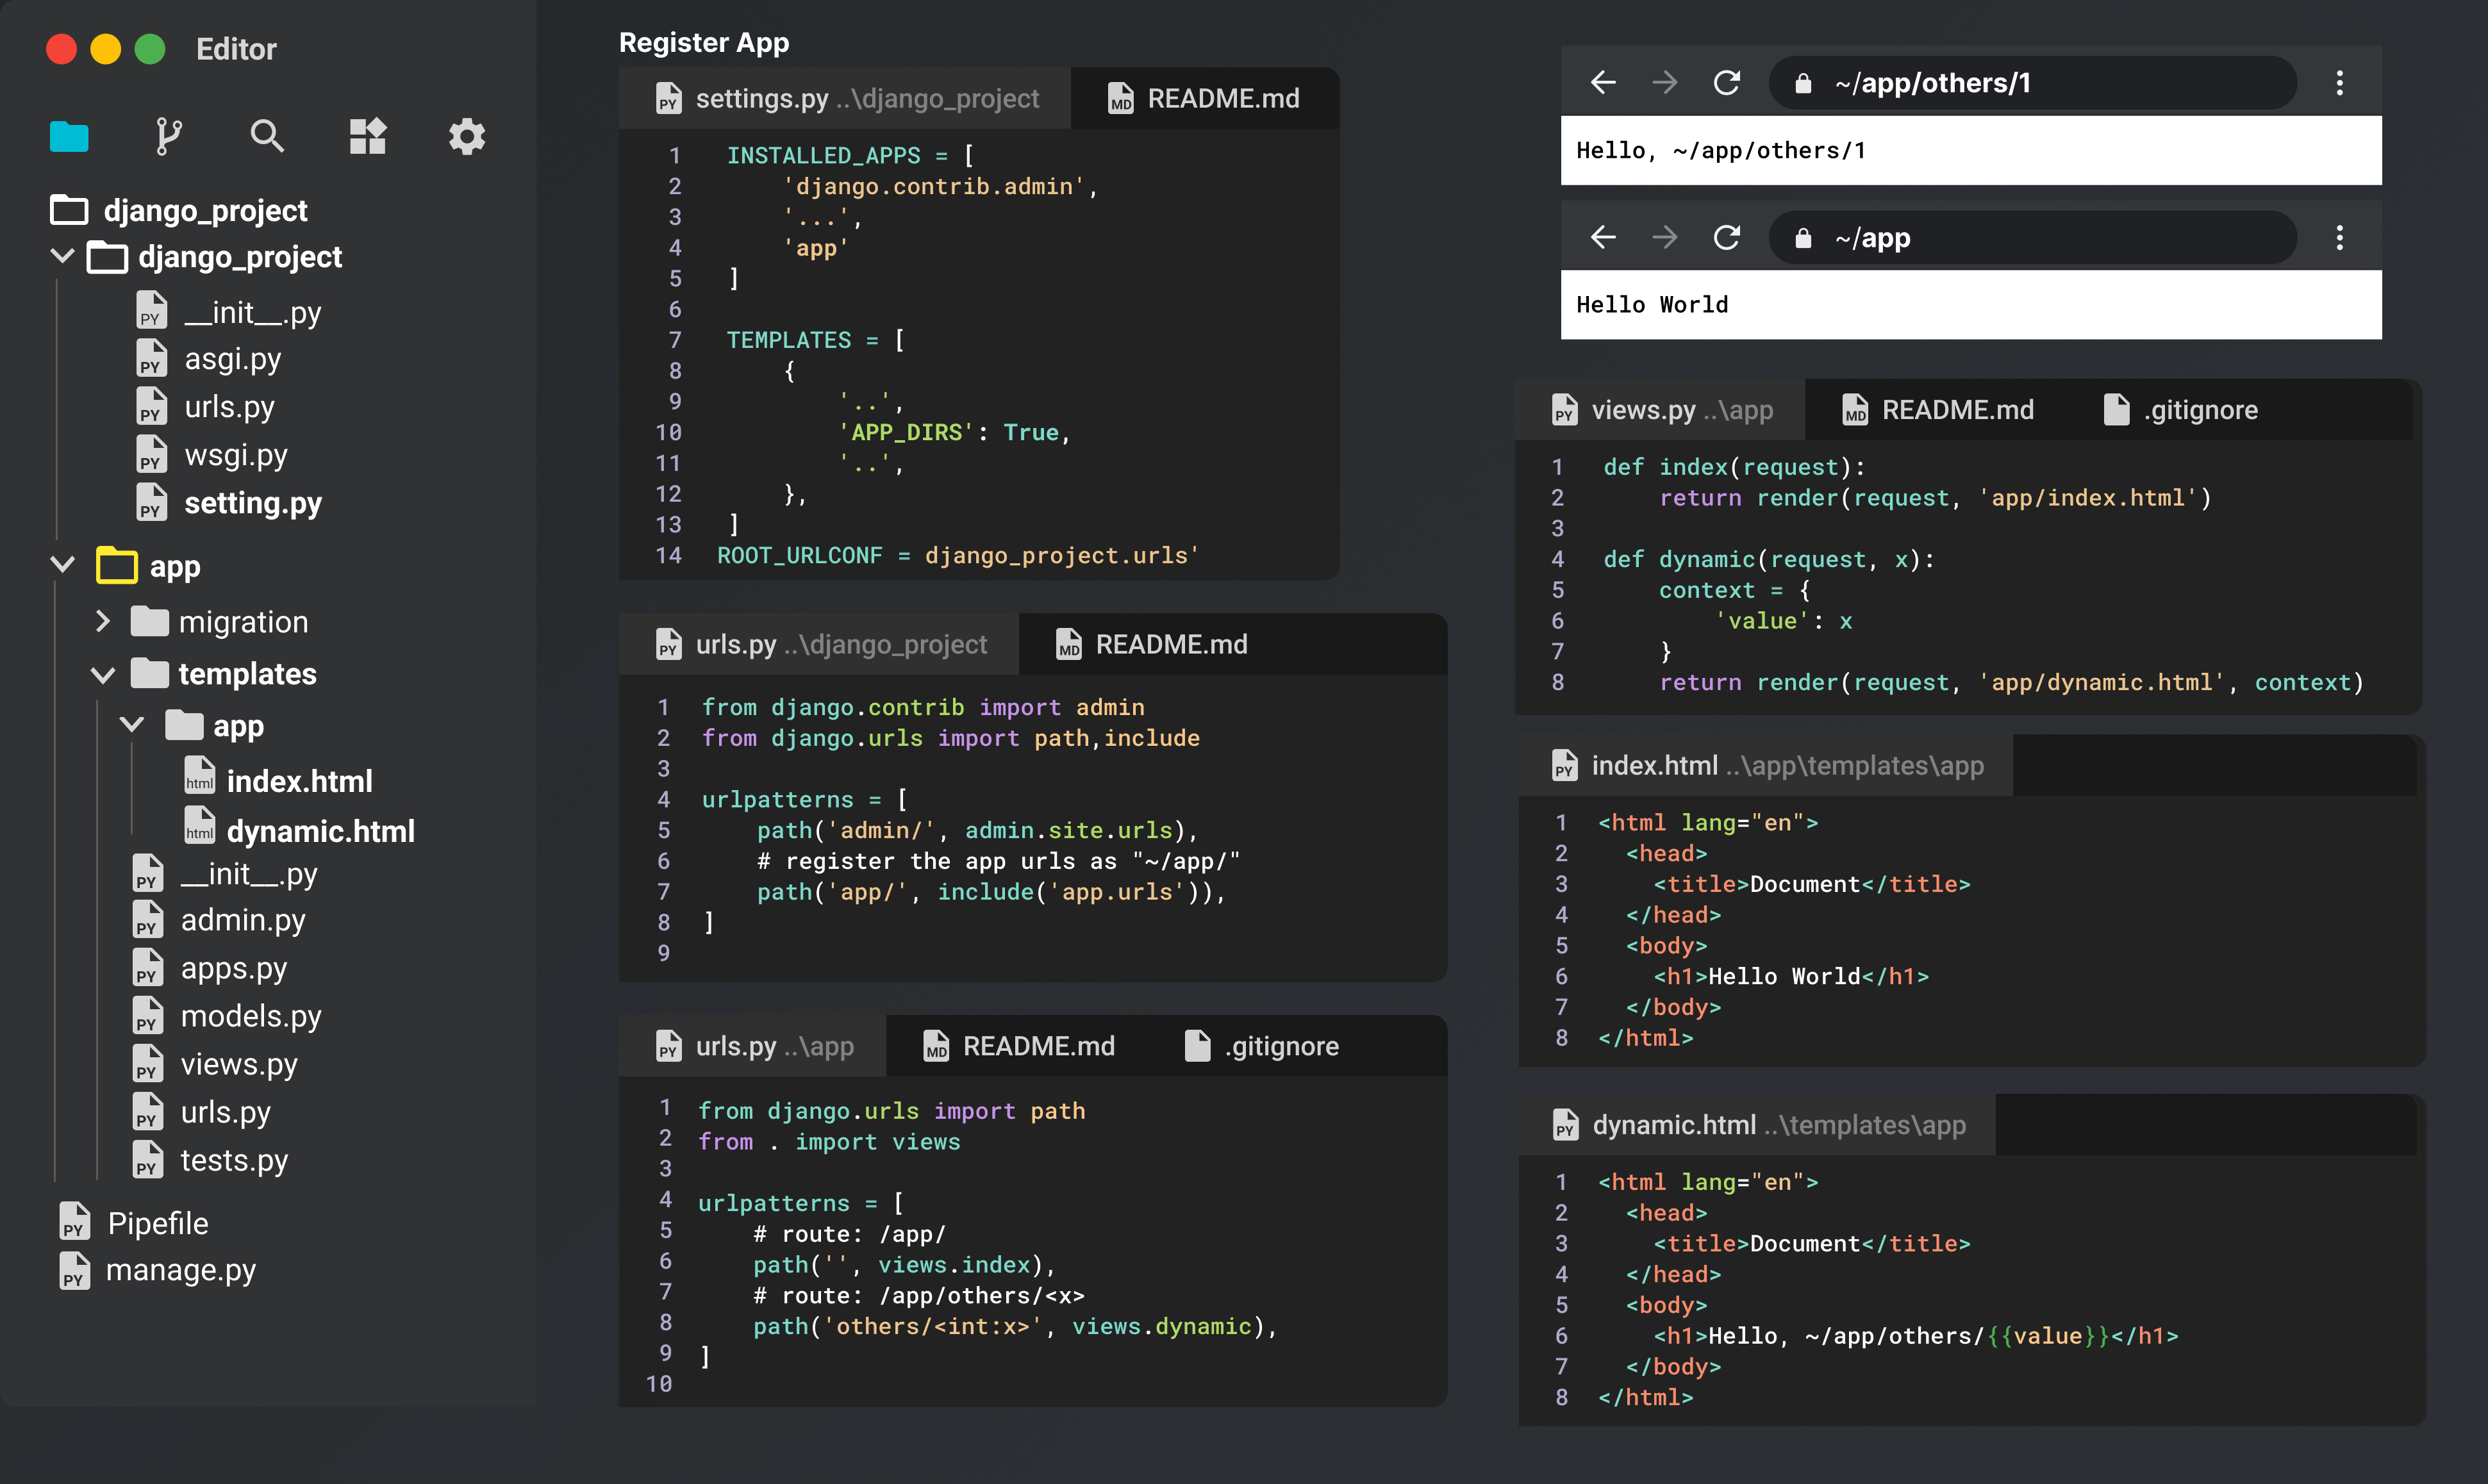 Editor
django_project
django_project
PY __init__.py
PY asgi.py
PY urls.py
PY wsgi.py
PY setting.py
app
migration
templates
app
html index.html
html dynamic.html
PY __init__.py
PY admin.py
PY apps.py
PY models.py
PY views.py
PY urls.py
PY tests.py
PY Pipefile
PY manage.py
Register App
PY settings.py ..\django_project MD README.md
1 INSTALLED_APPS = [
2 'django.contrib.admin',
3 '...',
4 'app'
5 ]
6
7 TEMPLATES = [
8 {
9 '..',
10 'APP_DIRS': True,
11 '..',
12 },
13 ]
14 ROOT_URLCONF = django_project.urls'
PY urls.py ..\django_project MD README.md
1 from django.contrib import admin
2 from django.urls import path,include
3
4 urlpatterns = [
5 path('admin/', admin.site.urls),
6 # register the app urls as "~/app/"
7 path('app/', include('app.urls')),
8 ]
9
PY urls.py ..\app MD README.md .gitignore
1 from django.urls import path
2 from . import views
3
4 urlpatterns = [
5 # route: /app/
6 path('', views.index),
7 # route: /app/others/<x>
8 path('others/<int:x>', views.dynamic),
9 ]
10
~/app/others/1
Hello, ~/app/others/1
~/app
Hello World
PY views.py ..\app MD README.md .gitignore
1 def index(request):
2 return render(request, 'app/index.html')
3
4 def dynamic(request, x):
5 context = {
6 'value': x
7 }
8 return render(request, 'app/dynamic.html', context)
PY index.html ..\app\templates\app
1 <html lang="en">
2 <head>
3 <title>Document</title>
4 </head>
5 <body>
6 <h1>Hello World</h1>
7 </body>
8 </html>
PY dynamic.html ..\templates\app
1 <html lang="en">
2 <head>
3 <title>Document</title>
4 </head>
5 <body>
6 <h1>Hello, ~/app/others/{{value}}</h1>
7 </body>
8 </html>